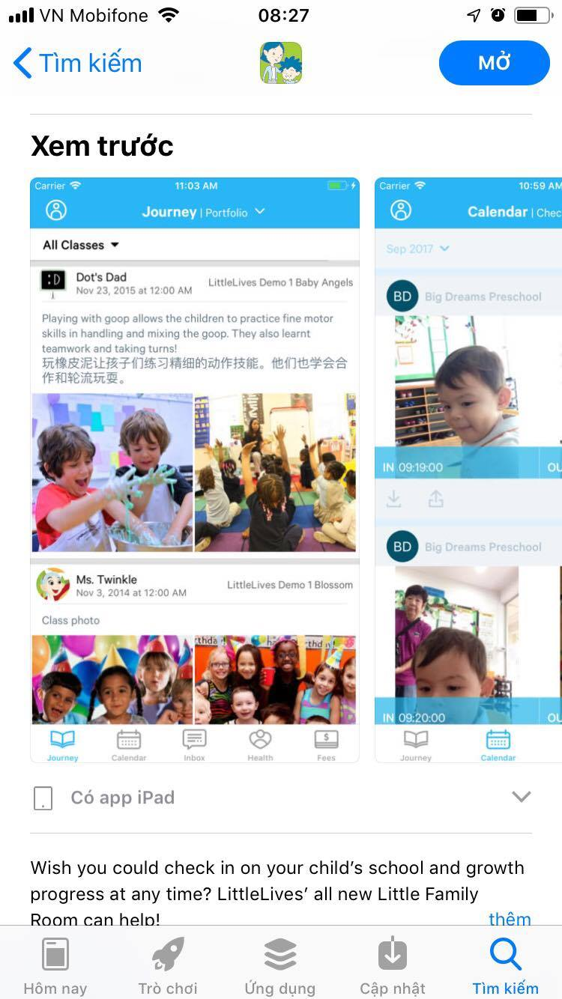 VN Mobifone 08:27
Tìm kiếm MỞ
Xem trước
Carrier 11:03 AM
Journey | Portfolio
All Classes
:D Dot's Dad
Nov 23, 2015 at 12:00 AM LittleLives Demo 1 Baby Angels
Playing with goop allows the children to practice fine motor
skills in handling and mixing the goop. They also learnt
teamwork and taking turns!
玩橡皮泥让孩子们练习精细的动作技能。他们也学会合
作和轮流玩耍。
Ms. Twinkle
Nov 3, 2014 at 12:00 AM LittleLives Demo 1 Blossom
Class photo
Journey Calendar Inbox Health Fees
Carrier 10:59 AM
Calendar | Chec
Sep 2017
BD Big Dreams Preschool
IN 09:19:00 OU
BD Big Dreams Preschool
IN 09:20:00 OU
Journey Calendar
Có app iPad
Wish you could check in on your child's school and growth
progress at any time? LittleLives' all new Little Family
Room can help! thêm
Hôm nay Trò chơi Ứng dụng Cập nhật Tìm kiếm